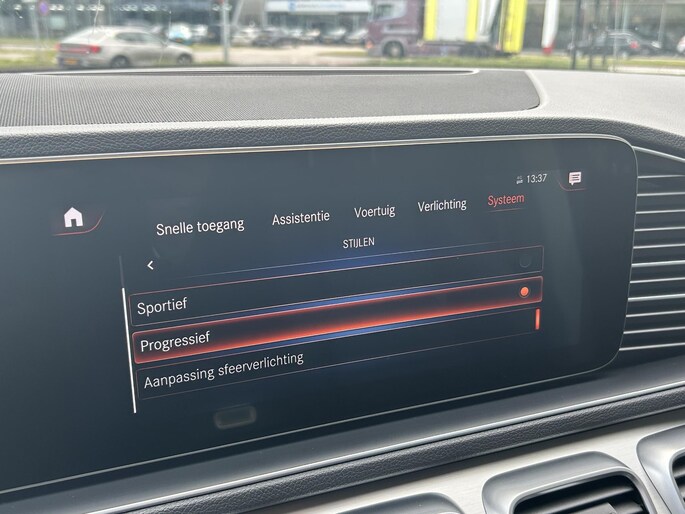 13:37
Snelle toegang Assistentie Voertuig Verlichting Systeem
STIJLEN
Sportief
Progressief
Aanpassing sfeerverlichting